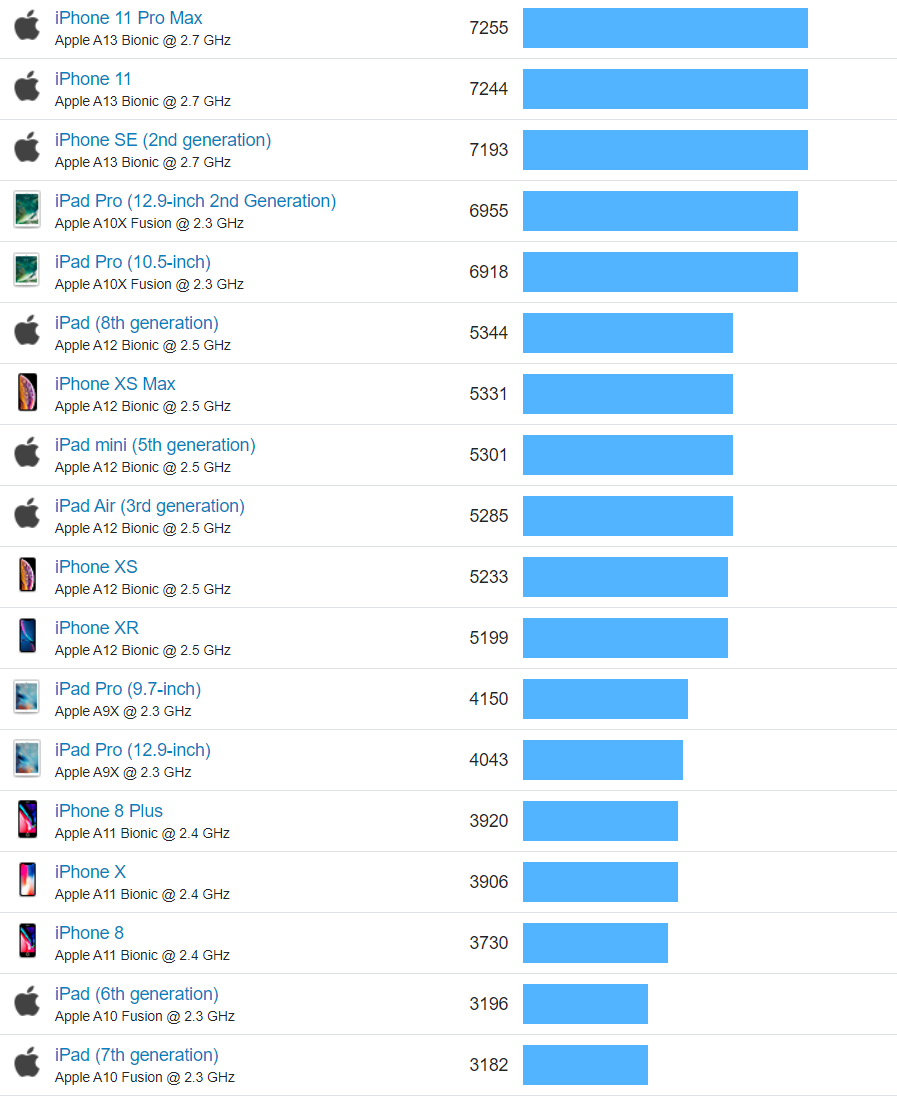 iPhone 11 Pro Max
Apple A13 Bionic @ 2.7 GHz
7255
iPhone 11
Apple A13 Bionic @ 2.7 GHz
7244
iPhone SE (2nd generation)
Apple A13 Bionic @ 2.7 GHz
7193
iPad Pro (12.9-inch 2nd Generation)
Apple A10X Fusion @ 2.3 GHz
6955
iPad Pro (10.5-inch)
Apple A10X Fusion @ 2.3 GHz
6918
iPad (8th generation)
Apple A12 Bionic @ 2.5 GHz
5344
iPhone XS Max
Apple A12 Bionic @ 2.5 GHz
5331
iPad mini (5th generation)
Apple A12 Bionic @ 2.5 GHz
5301
iPad Air (3rd generation)
Apple A12 Bionic @ 2.5 GHz
5285
iPhone XS
Apple A12 Bionic @ 2.5 GHz
5233
iPhone XR
Apple A12 Bionic @ 2.5 GHz
5199
iPad Pro (9.7-inch)
Apple A9X @ 2.3 GHz
4150
iPad Pro (12.9-inch)
Apple A9X @ 2.3 GHz
4043
iPhone 8 Plus
Apple A11 Bionic @ 2.4 GHz
3920
iPhone X
Apple A11 Bionic @ 2.4 GHz
3906
iPhone 8
Apple A11 Bionic @ 2.4 GHz
3730
iPad (6th generation)
Apple A10 Fusion @ 2.3 GHz
3196
iPad (7th generation)
Apple A10 Fusion @ 2.3 GHz
3182